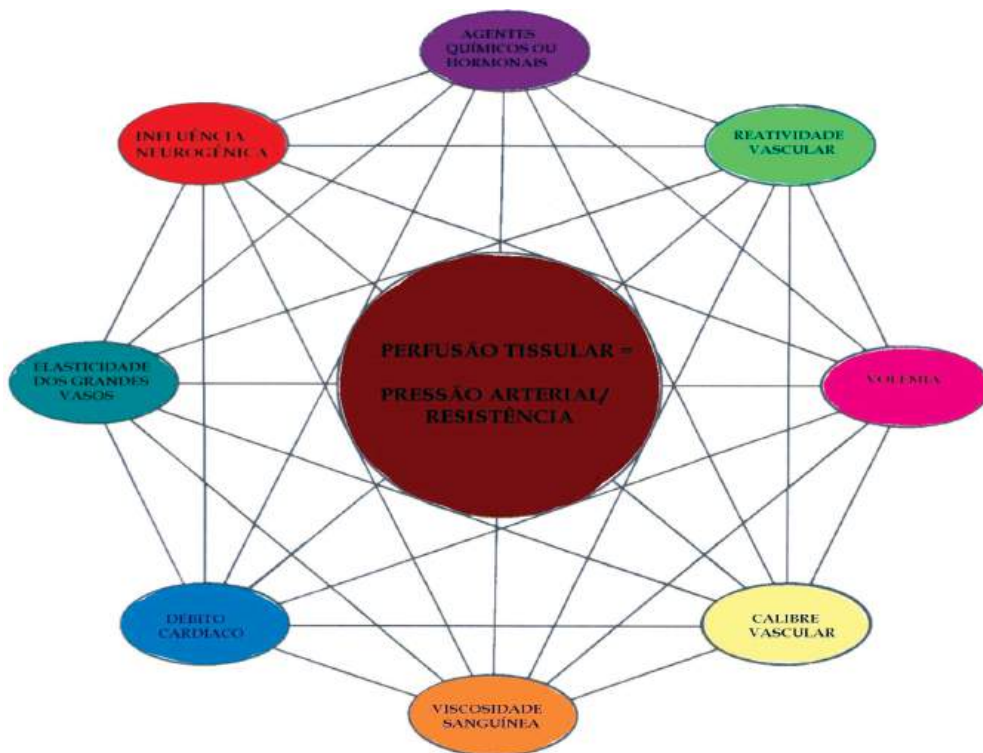 AGENTES
QUÍMICOS OU
HORMONAIS
INFLUÊNCIA
NEUROGÊNICA
REATIVIDADE
VASCULAR
PERFUSÃO TISSULAR =
PRESSÃO ARTERIAL/
RESISTÊNCIA
ELASTICIDADE
DOS GRANDES
VASOS
VOLEMIA
DÉBITO
CARDÍACO
CALIBRE
VASCULAR
VISCOSIDADE
SANGUÍNEA